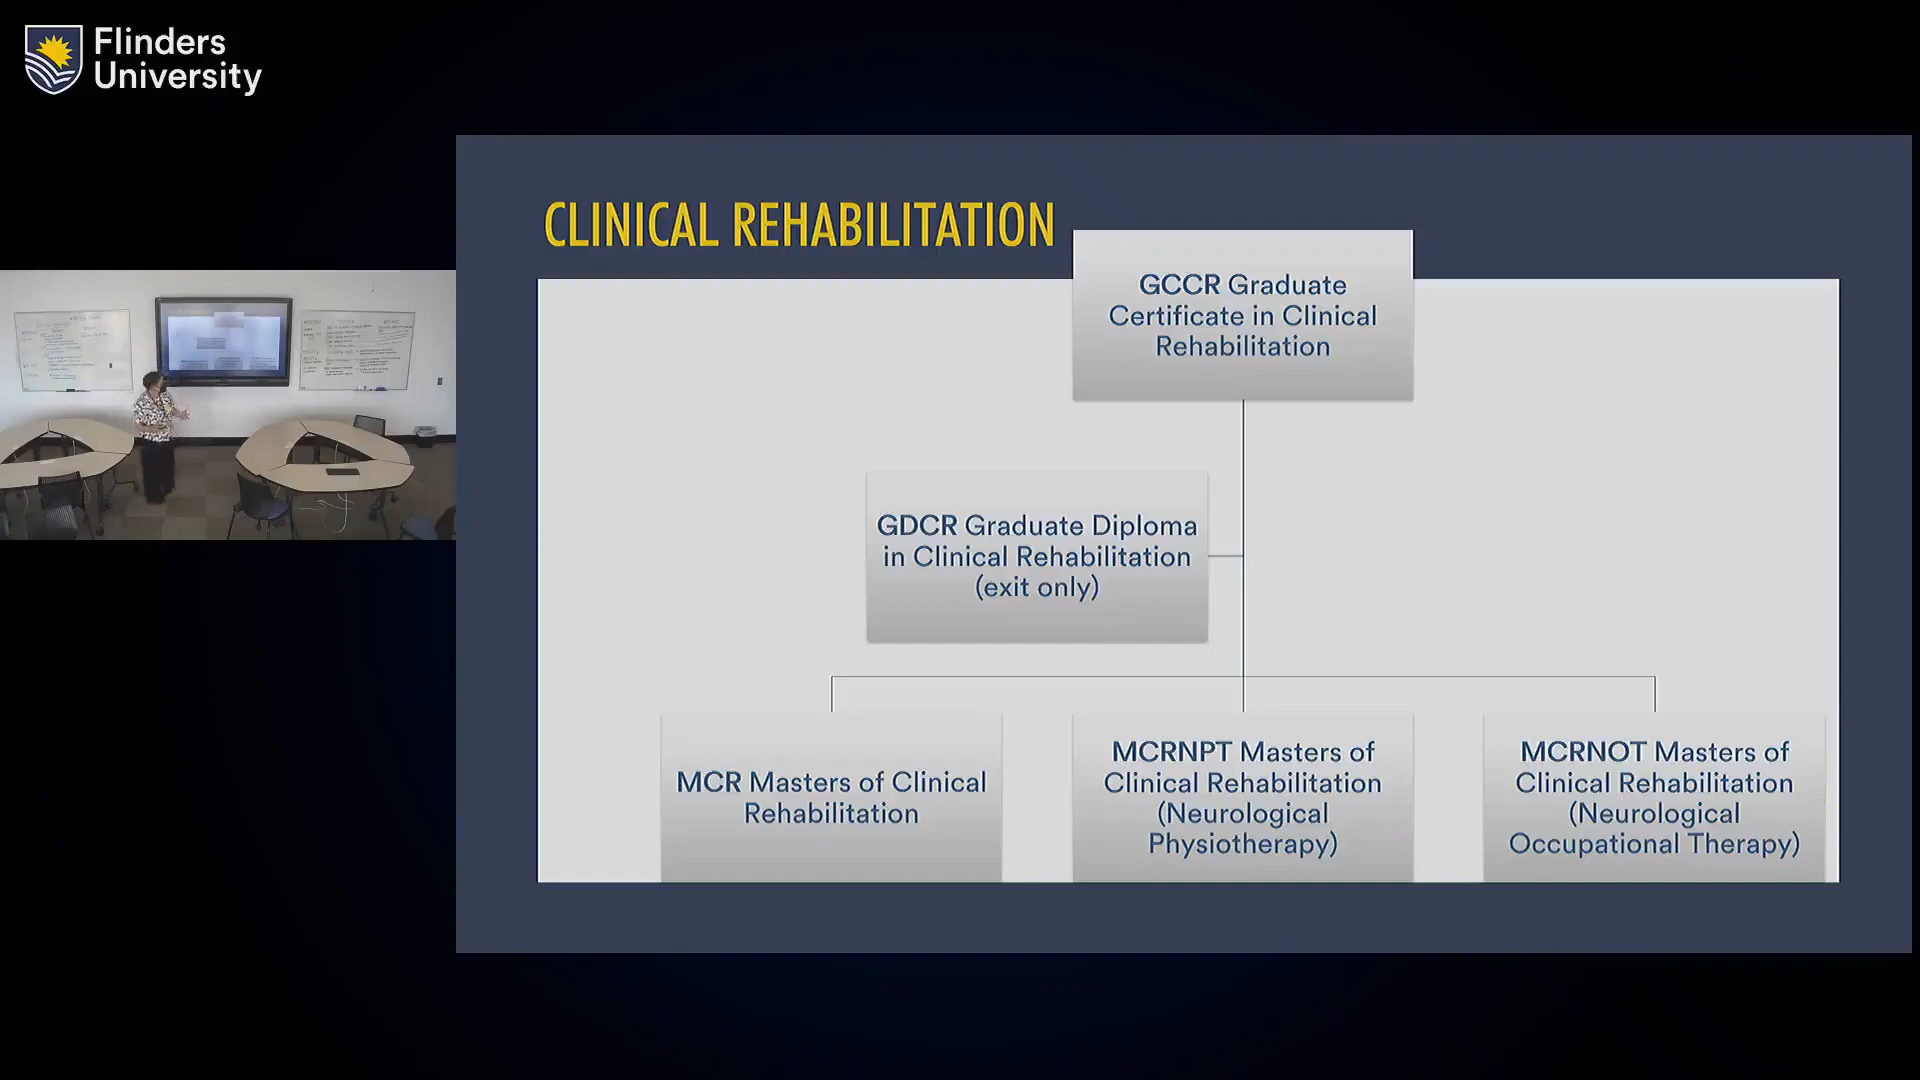 Flinders
University
CLINICAL REHABILITATION
GCCR Graduate
Certificate in Clinical
Rehabilitation
GDCR Graduate Diploma
in Clinical Rehabilitation
(exit only)
MCR Masters of Clinical
Rehabilitation
MCRNPT Masters of
Clinical Rehabilitation
(Neurological
Physiotherapy)
MCRNOT Masters of
Clinical Rehabilitation
(Neurological
Occupational Therapy)